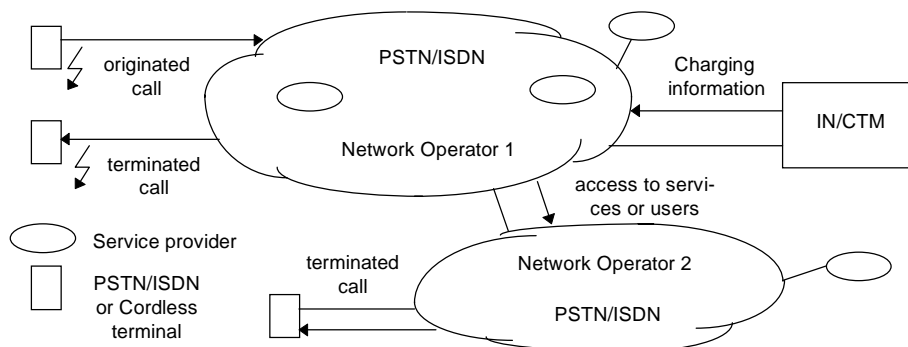 PSTN/ISDN
originated
call
Charging
information
IN/CTM
Network Operator 1
terminated
call
access to servi-
ces or users
Service provider
terminated
call
Network Operator 2
PSTN/ISDN
or Cordless
terminal
PSTN/ISDN